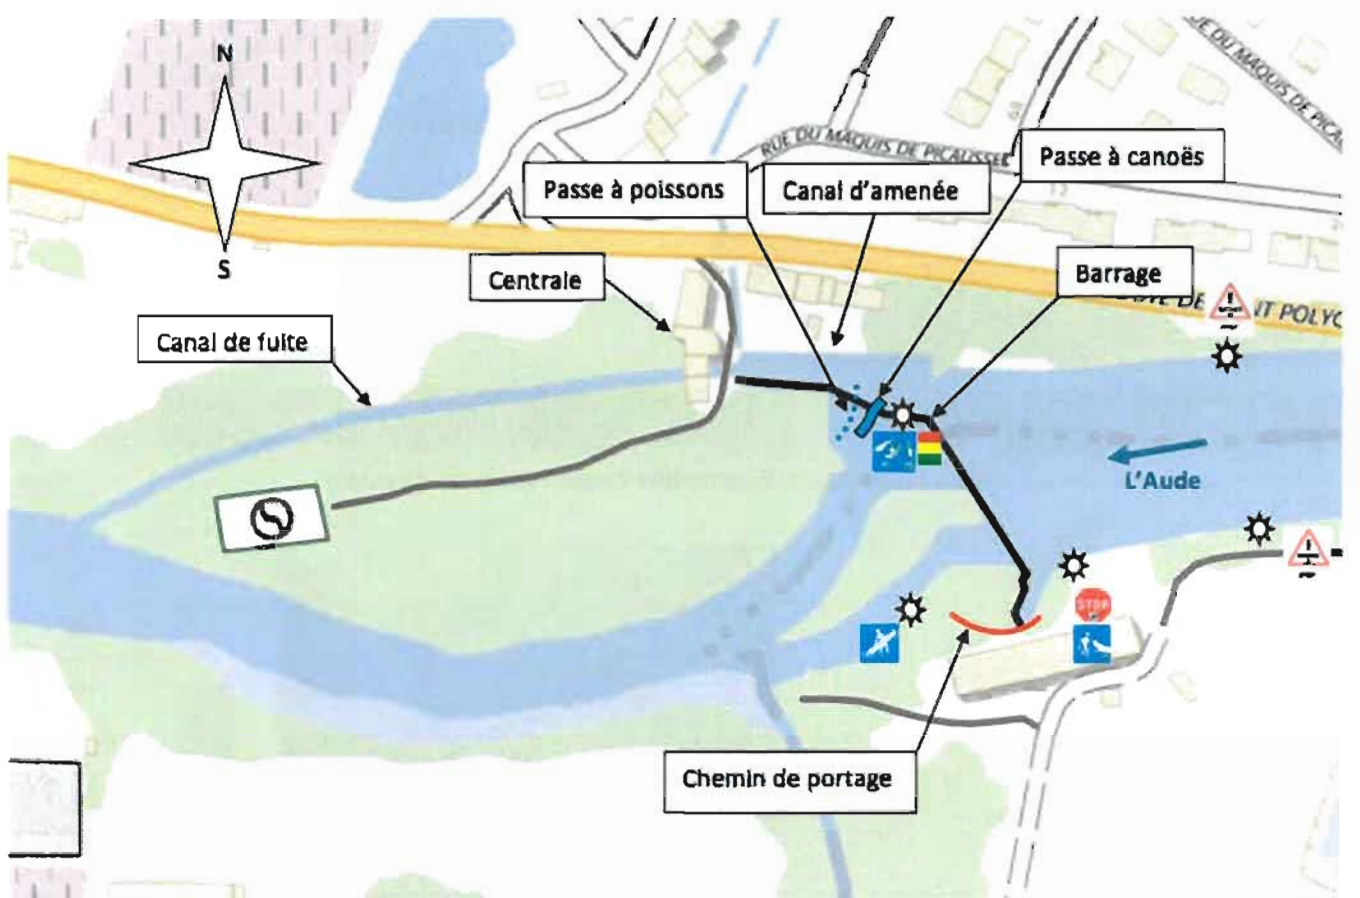 N
S
RUE DU MAQUIS DE PICAUSSEL
RUE DU MAQUIS DE PICA
Passe à canoës
Passe à poissons
Canal d'amenée
Barrage
Centrale
Canal de fuite
L'Aude
STOP
Chemin de portage